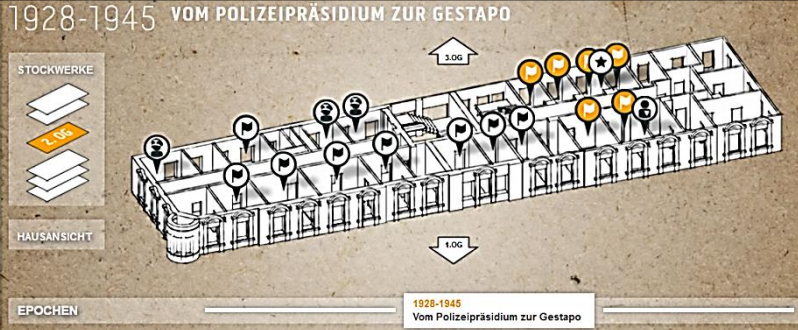 1928-1945 VOM POLIZEIPRÄSIDIUM ZUR GESTAPO
STOCKWERKE
3.OG
2.OG
HAUSANSICHT
1.OG
EPOCHEN
1928-1945
Vom Polizeipräsidium zur Gestapo